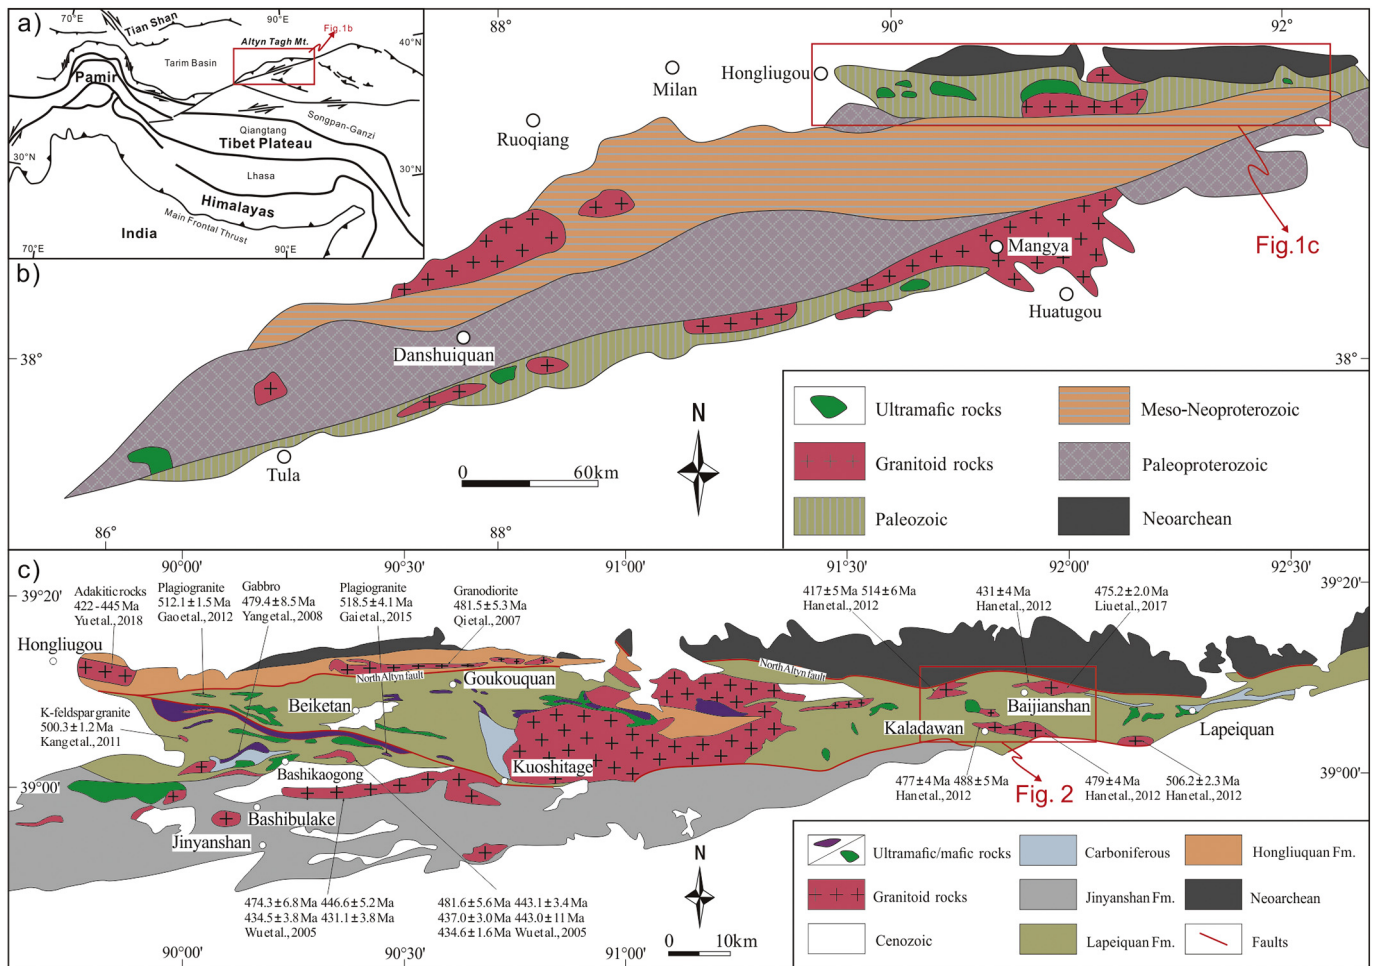 a)
70°E
90°E
Tian Shan
Altyn Tagh Mt.
Fig.1b
40°N
Tarim Basin
Pamir
Songpan-Ganzi
Qiangtang
Tibet Plateau
30°N
30°N
Lhasa
Himalayas
Main Frontal Thrust
India
70°E
90°E
88°
90°
92°
Hongliugou
Milan
Ruoqiang
Fig.1c
Mangya
Huatugou
b)
38°
38°
Danshuiquan
Tula
N
0
60km
86°
88°
Ultramafic rocks
Meso-Neoproterozoic
Granitoid rocks
Paleoproterozoic
Paleozoic
Neoarchean
c)
90°00'
90°30'
91°00'
91°30'
92°00'
92°30'
39°20'
39°20'
Adakitic rocks
422-445 Ma
Yu et al., 2018
Plagiogranite
512.1±1.5 Ma
Gao et al., 2012
Gabbro
479.4±8.5 Ma
Yang et al., 2008
Plagiogranite
518.5±4.1 Ma
Gai et al., 2015
Granodiorite
481.5±5.3 Ma
Qi et al., 2007
417±5 Ma 514±6 Ma
Han et al., 2012
431±4 Ma
Han et al., 2012
475.2±2.0 Ma
Liu et al., 2017
Hongliugou
North Altyn fault
North Altyn fault
Goukouquan
Beiketan
K-feldspar granite
500.3±1.2 Ma
Kang et al., 2011
Kaladawan
Baijianshan
Lapeiquan
Bashikaogong
Kuoshitage
39°00'
39°00'
477±4 Ma 488±5 Ma
Han et al., 2012
Fig. 2
479±4 Ma
Han et al., 2012
506.2±2.3 Ma
Han et al., 2012
Bashibulake
Jinyanshan
474.3±6.8 Ma 446.6±5.2 Ma
434.5±3.8 Ma 431.1±3.8 Ma
Wu et al., 2005
481.6±5.6 Ma 443.1±3.4 Ma
437.0±3.0 Ma 443.0±11 Ma
434.6±1.6 Ma Wu et al., 2005
N
0
10km
90°00'
90°30'
91°00'
Ultramafic/mafic rocks
Carboniferous
Hongliuquan Fm.
Granitoid rocks
Jinyanshan Fm.
Neoarchean
Cenozoic
Lapeiquan Fm.
Faults